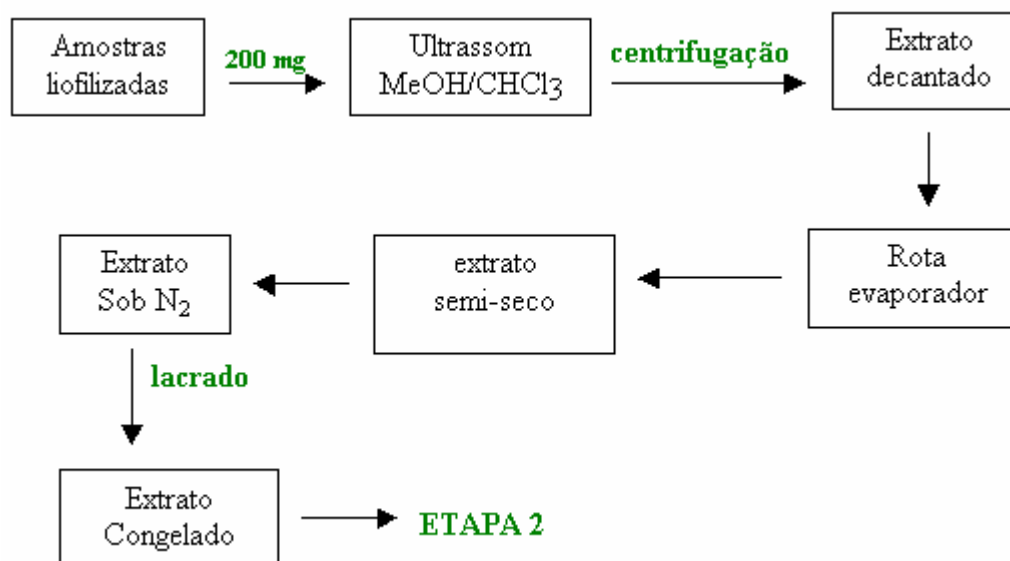 Amostras
liofilizadas
200 mg
Ultrassom
MeOH/CHCl3
centrifugação
Extrato
decantado
Rota
evaporador
extrato
semi-seco
Extrato
Sob N2
lacrado
Extrato
Congelado
ETAPA 2